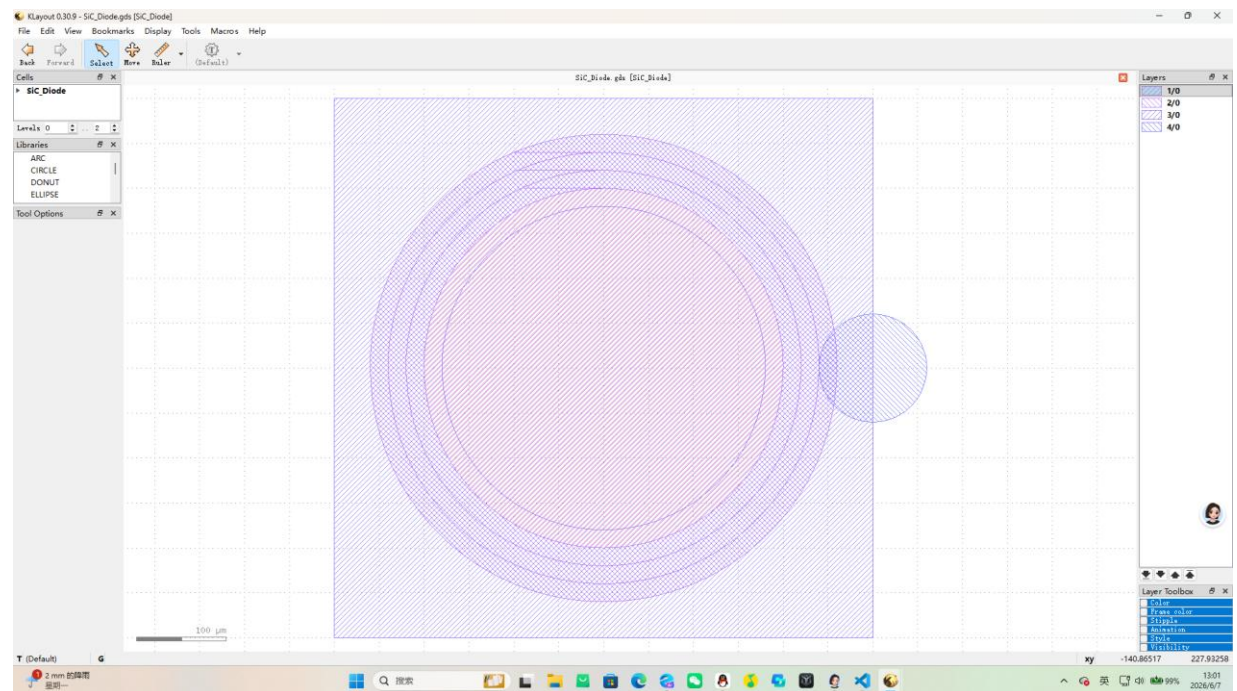 KLayout 0.30.9 - SiC_Diode.gds [SiC_Diode]
File Edit View Bookmarks Display Tools Macros Help
Back Forward Select Move Ruler (Default)
Cells
SiC_Diode
Levels 0 .. 2
Libraries
ARC
CIRCLE
DONUT
ELLIPSE
Tool Options
SiC_Diode.gds [SiC_Diode]
100 μm
Layers
1/0
2/0
3/0
4/0
Layer Toolbox
Color
Frame color
Stipple
Animation
Style
Visibility
T (Default) G xy -140.86517 227.93258
2 mm 的降雨
星期一
搜索
英
99%
13:01
2026/6/7